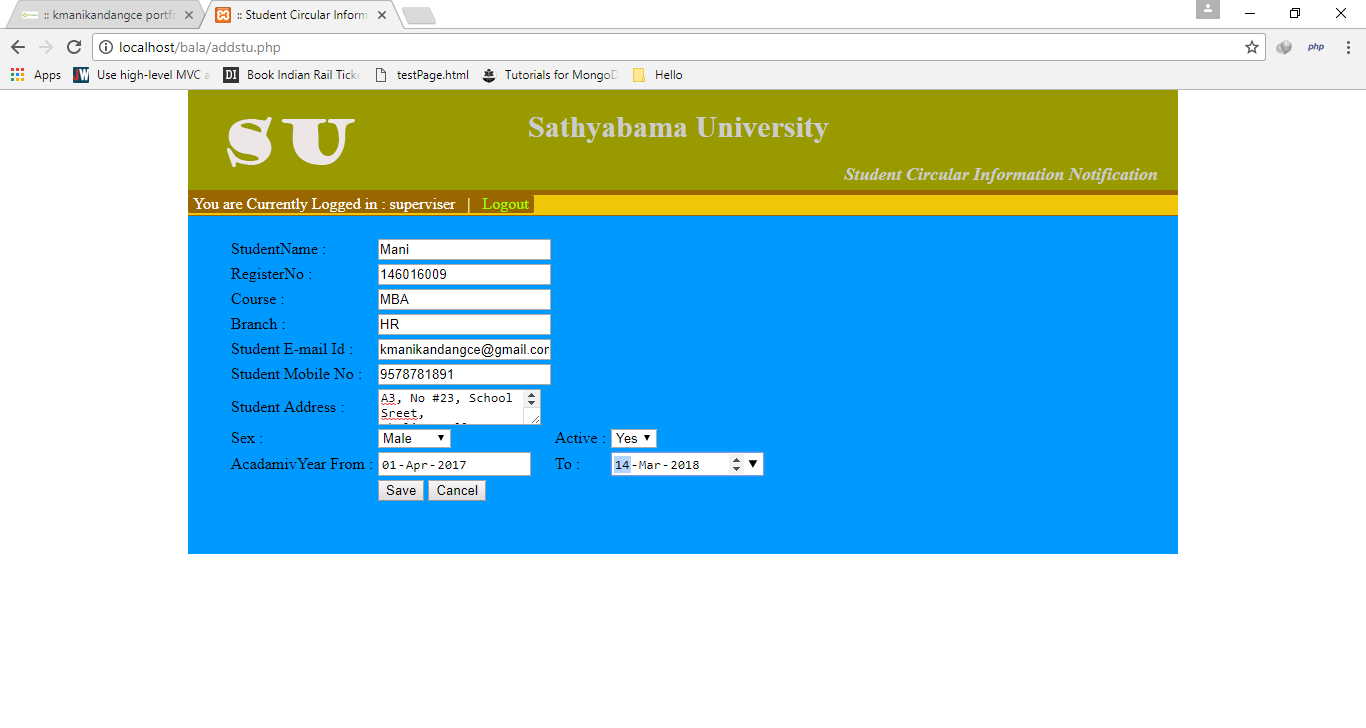 :: kmanikandangce portfo
:: Student Circular Inform
localhost/bala/addstu.php
php
Apps
JW Use high-level MVC a
DI Book Indian Rail Ticke
testPage.html
Tutorials for MongoD
Hello
SU
Sathyabama University
Student Circular Information Notification
You are Currently Logged in : superviser | Logout
StudentName : Mani
RegisterNo : 146016009
Course : MBA
Branch : HR
Student E-mail Id : kmanikandangce@gmail.com
Student Mobile No : 9578781891
Student Address : A3, No #23, School
Sreet,
Sex : Male Active : Yes
AcadamivYear From : 01-Apr-2017 To : 14-Mar-2018
Save Cancel